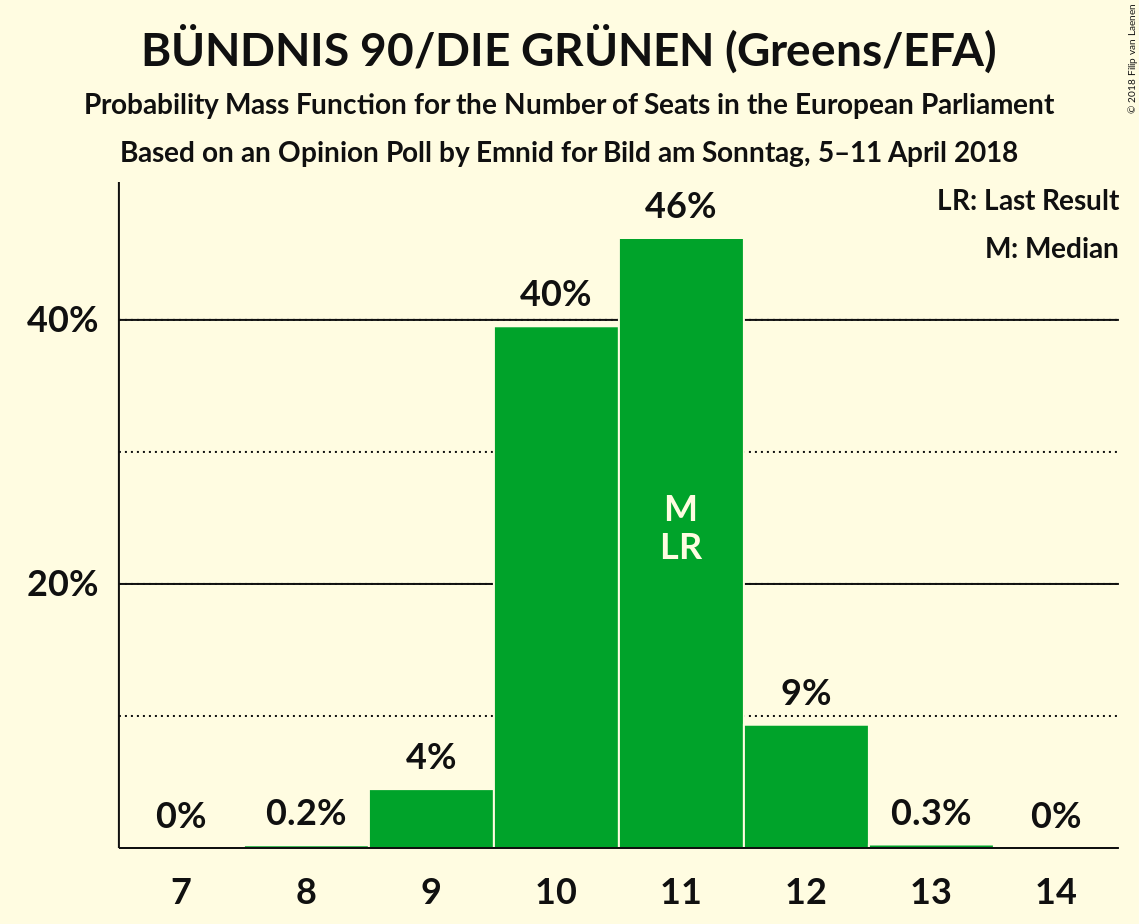 BÜNDNIS 90/DIE GRÜNEN (Greens/EFA)
Probability Mass Function for the Number of Seats in the European Parliament
Based on an Opinion Poll by Emnid for Bild am Sonntag, 5–11 April 2018
© 2018 Filip van Laenen
LR: Last Result
M: Median
40%
20%
0%
0.2%
4%
40%
46%
M
LR
9%
0.3%
0%
7 8 9 10 11 12 13 14